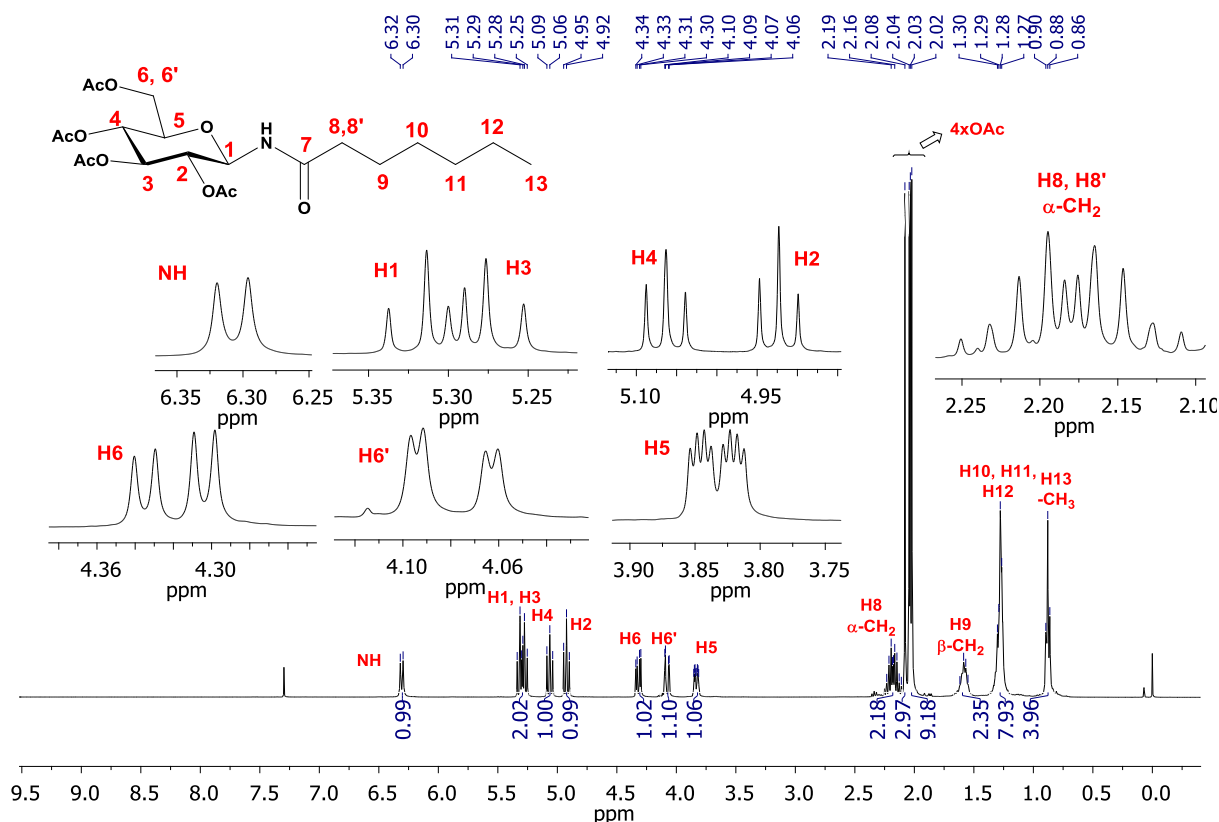 6.32 6.30 5.31 5.29 5.28 5.25 5.09 5.06 4.95 4.92 4.34 4.33 4.31 4.30 4.10 4.09 4.07 4.06 2.19 2.16 2.08 2.04 2.03 2.02 1.30 1.29 1.28 1.27 0.90 0.88 0.86
6, 6'
AcO
4
5
O
H
N
8,8'
10
12
AcO
AcO
1
7
3
2
OAc
O
9
11
13
4xOAc
H8, H8'
α-CH2
NH
H1
H3
H4
H2
6.35 6.30 6.25
ppm
5.35 5.30 5.25
ppm
5.10 4.95
ppm
2.25 2.20 2.15 2.10
ppm
H6
H6'
H5
4.36 4.30
ppm
4.10 4.06
ppm
3.90 3.85 3.80 3.75
ppm
H10, H11,
H12
H13
-CH3
NH
H1, H3
H4
H2
H6
H6'
H5
H8
α-CH2
H9
β-CH2
0.99 2.02 1.00 0.99 1.02 1.10 1.06 2.18 2.97 9.18 2.35 7.93 3.96
9.5 9.0 8.5 8.0 7.5 7.0 6.5 6.0 5.5 5.0 4.5 4.0 3.5 3.0 2.5 2.0 1.5 1.0 0.5 0.0
ppm